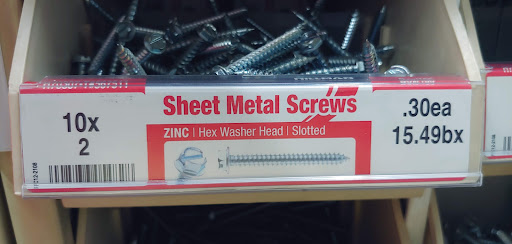 Sheet Metal Screws
ZINC | Hex Washer Head | Slotted
10x
2
.30ea
15.49bx